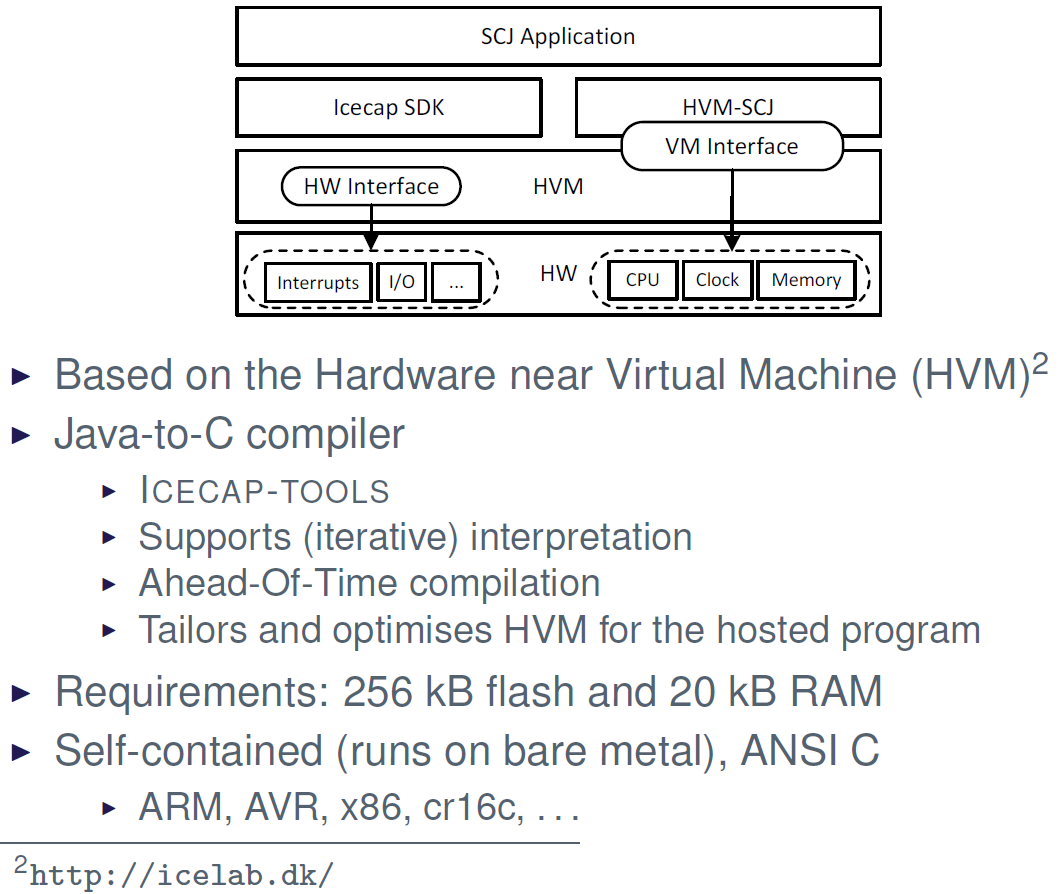 SCJ Application
Icecap SDK
HVM-SCJ
VM Interface
HW Interface
HVM
Interrupts
I/O
...
HW
CPU
Clock
Memory
► Based on the Hardware near Virtual Machine (HVM)²
► Java-to-C compiler
► ICECAP-TOOLS
► Supports (iterative) interpretation
► Ahead-Of-Time compilation
► Tailors and optimises HVM for the hosted program
► Requirements: 256 kB flash and 20 kB RAM
► Self-contained (runs on bare metal), ANSI C
► ARM, AVR, x86, cr16c, ...
²http://icelab.dk/